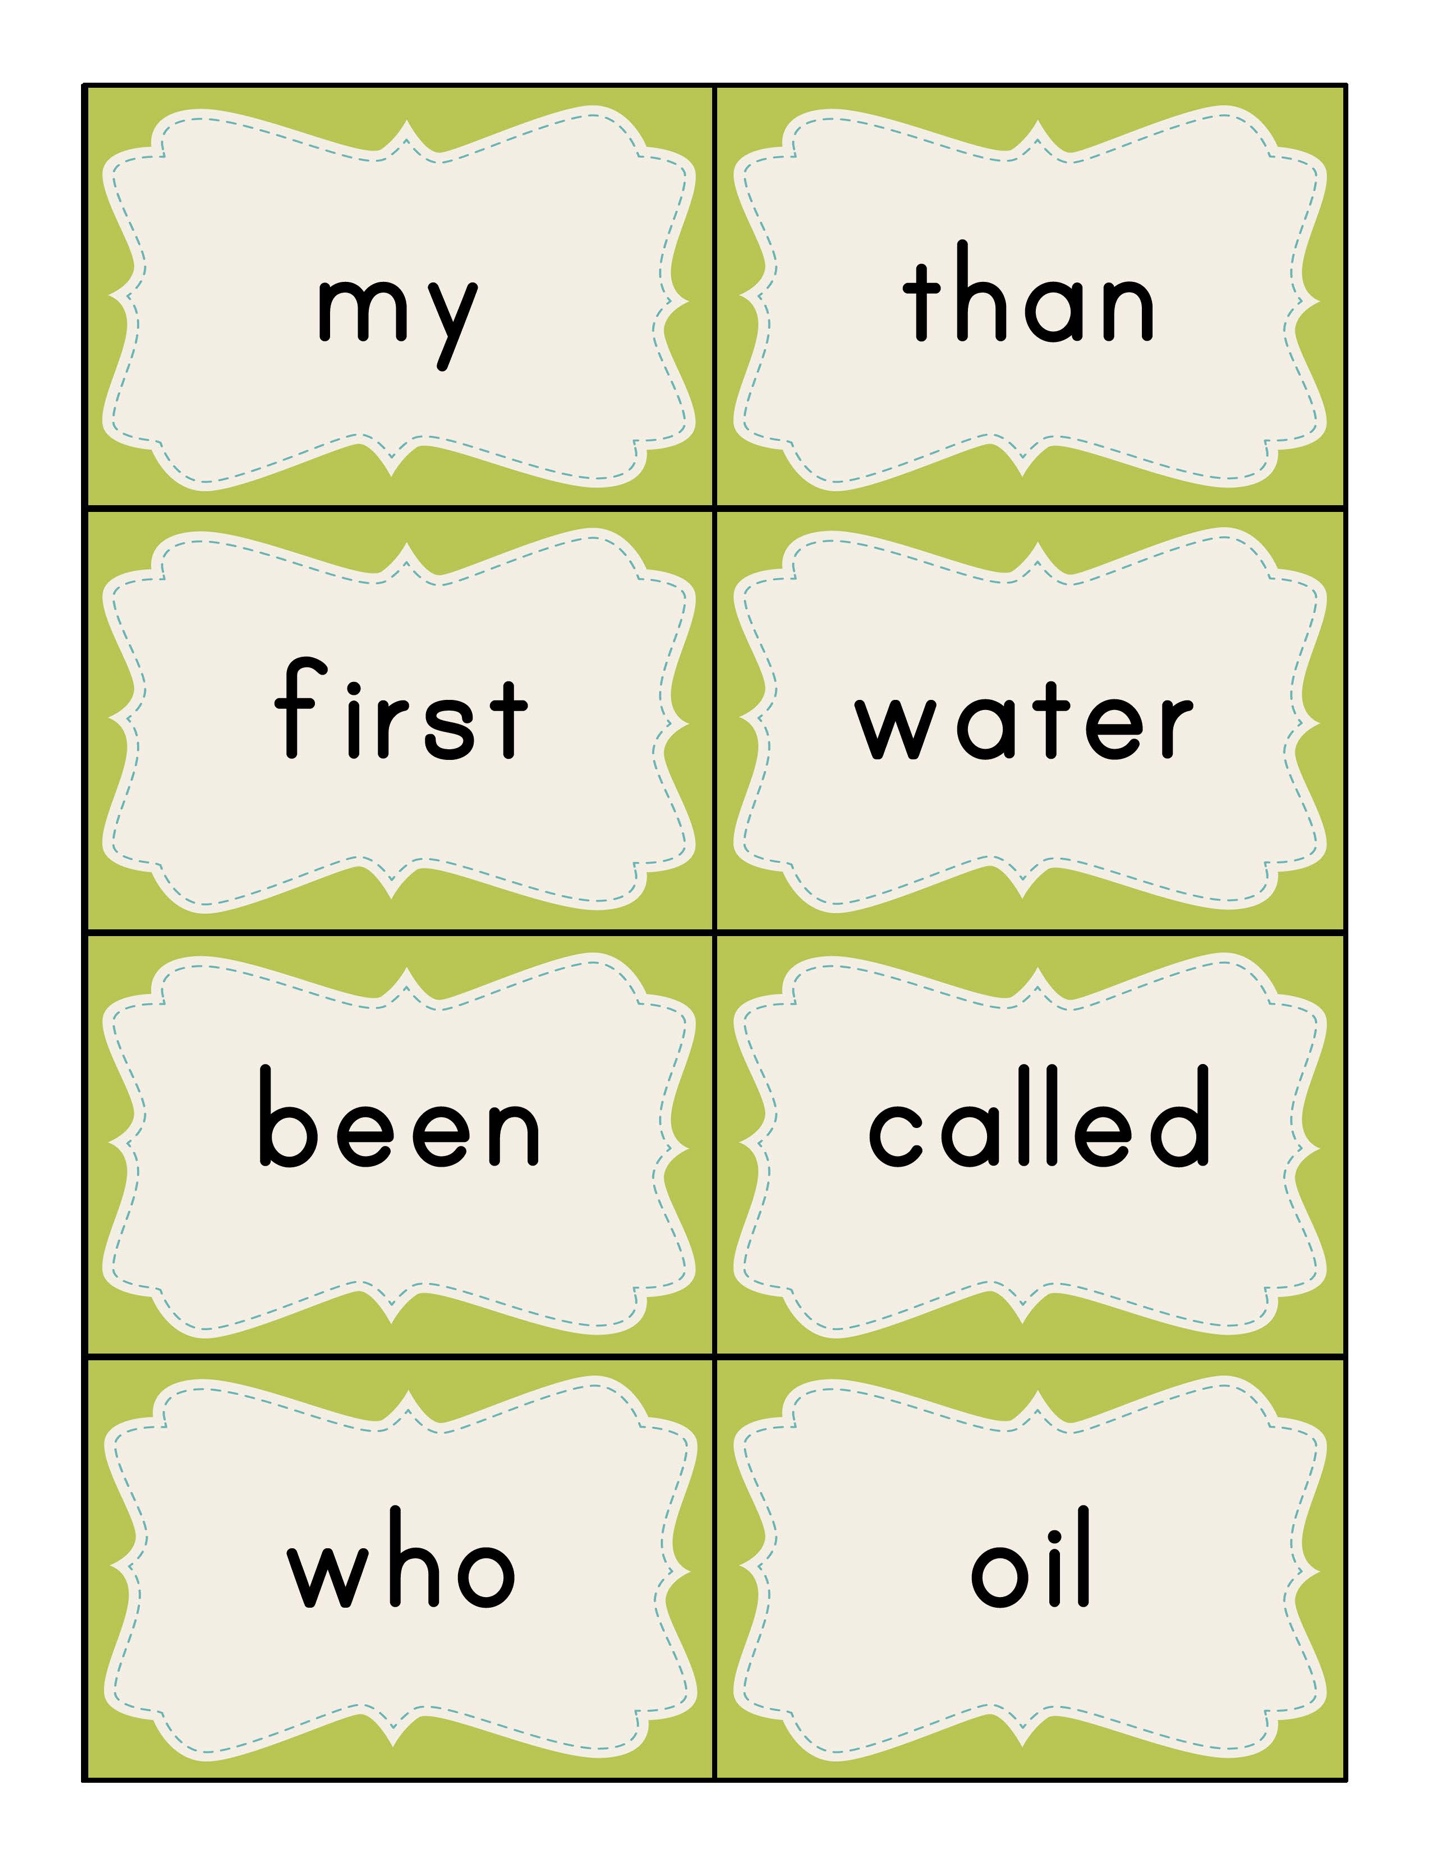 my
than
first
water
been
called
who
oil